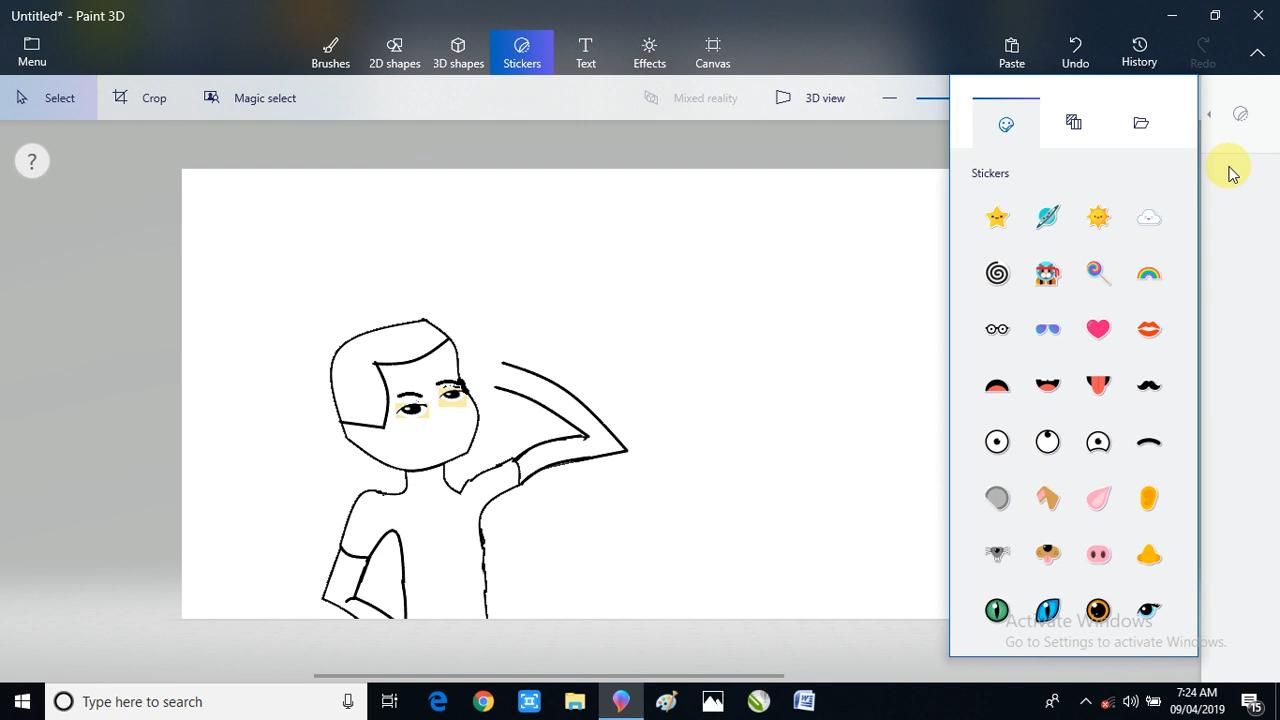 Untitled* - Paint 3D
Menu
Brushes
2D shapes
3D shapes
Stickers
Text
Effects
Canvas
Paste
Undo
History
Redo
Select
Crop
Magic select
Mixed reality
3D view
?
Stickers
Activate Windows
Go to Settings to activate Windows.
Type here to search
7:24 AM
09/04/2019
15